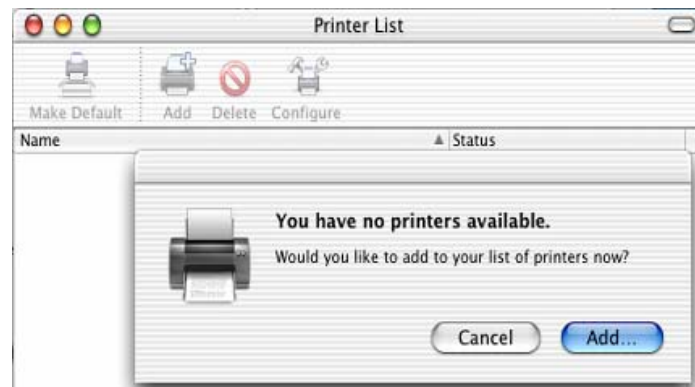 Printer List
Make Default Add Delete Configure
Name Status
You have no printers available.
Would you like to add to your list of printers now?
Cancel Add...